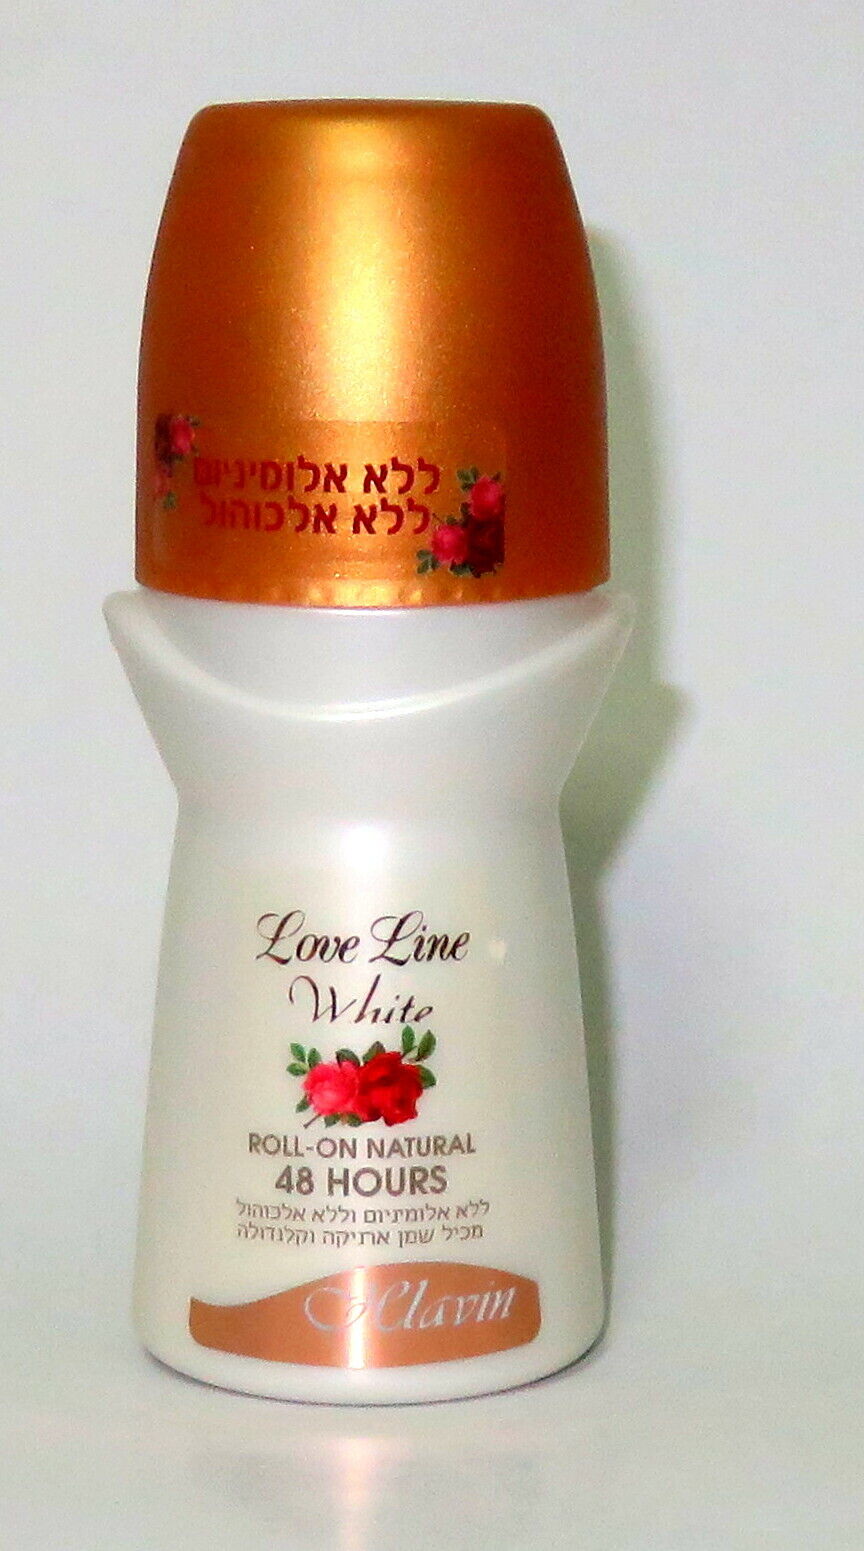 ללא אלומיניום
ללא אלכוהול
Love Line
White
ROLL-ON NATURAL
48 HOURS
ללא אלומיניום וללא אלכוהול
מכיל שמן ארניקה וקלנדולה
Hlavin